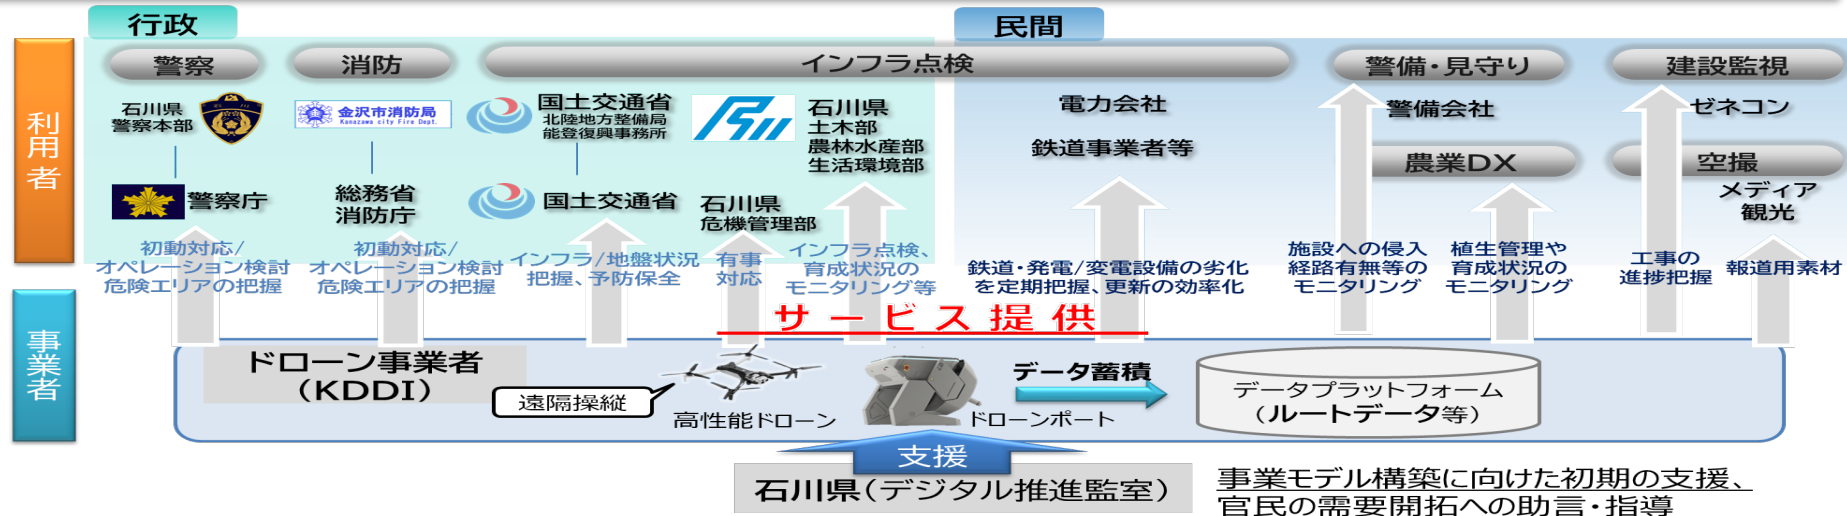 行政
民間
利用者
警察
消防
インフラ点検
警備・見守り
建設監視
石川県
警察本部
金沢市消防局
Kanazawa city Fire Dept.
国土交通省
北陸地方整備局
能登復興事務所
石川県
土木部
農林水産部
生活環境部
電力会社
鉄道事業者等
警備会社
ゼネコン
農業DX
空撮
メディア
観光
警察庁
総務省
消防庁
国土交通省
石川県
危機管理部
初動対応/
オペレーション検討
危険エリアの把握
初動対応/
オペレーション検討
危険エリアの把握
インフラ/地盤状況
把握、予防保全
有事
対応
インフラ点検、
育成状況の
モニタリング等
鉄道・発電/変電設備の劣化
を定期把握、更新の効率化
施設への侵入
経路有無等の
モニタリング
植生管理や
育成状況の
モニタリング
工事の
進捗把握
報道用素材
サービス提供
事業者
ドローン事業者
(KDDI)
遠隔操縦
高性能ドローン
ドローンポート
データ蓄積
データプラットフォーム
(ルートデータ等)
支援
石川県(デジタル推進監室)
事業モデル構築に向けた初期の支援、
官民の需要開拓への助言・指導